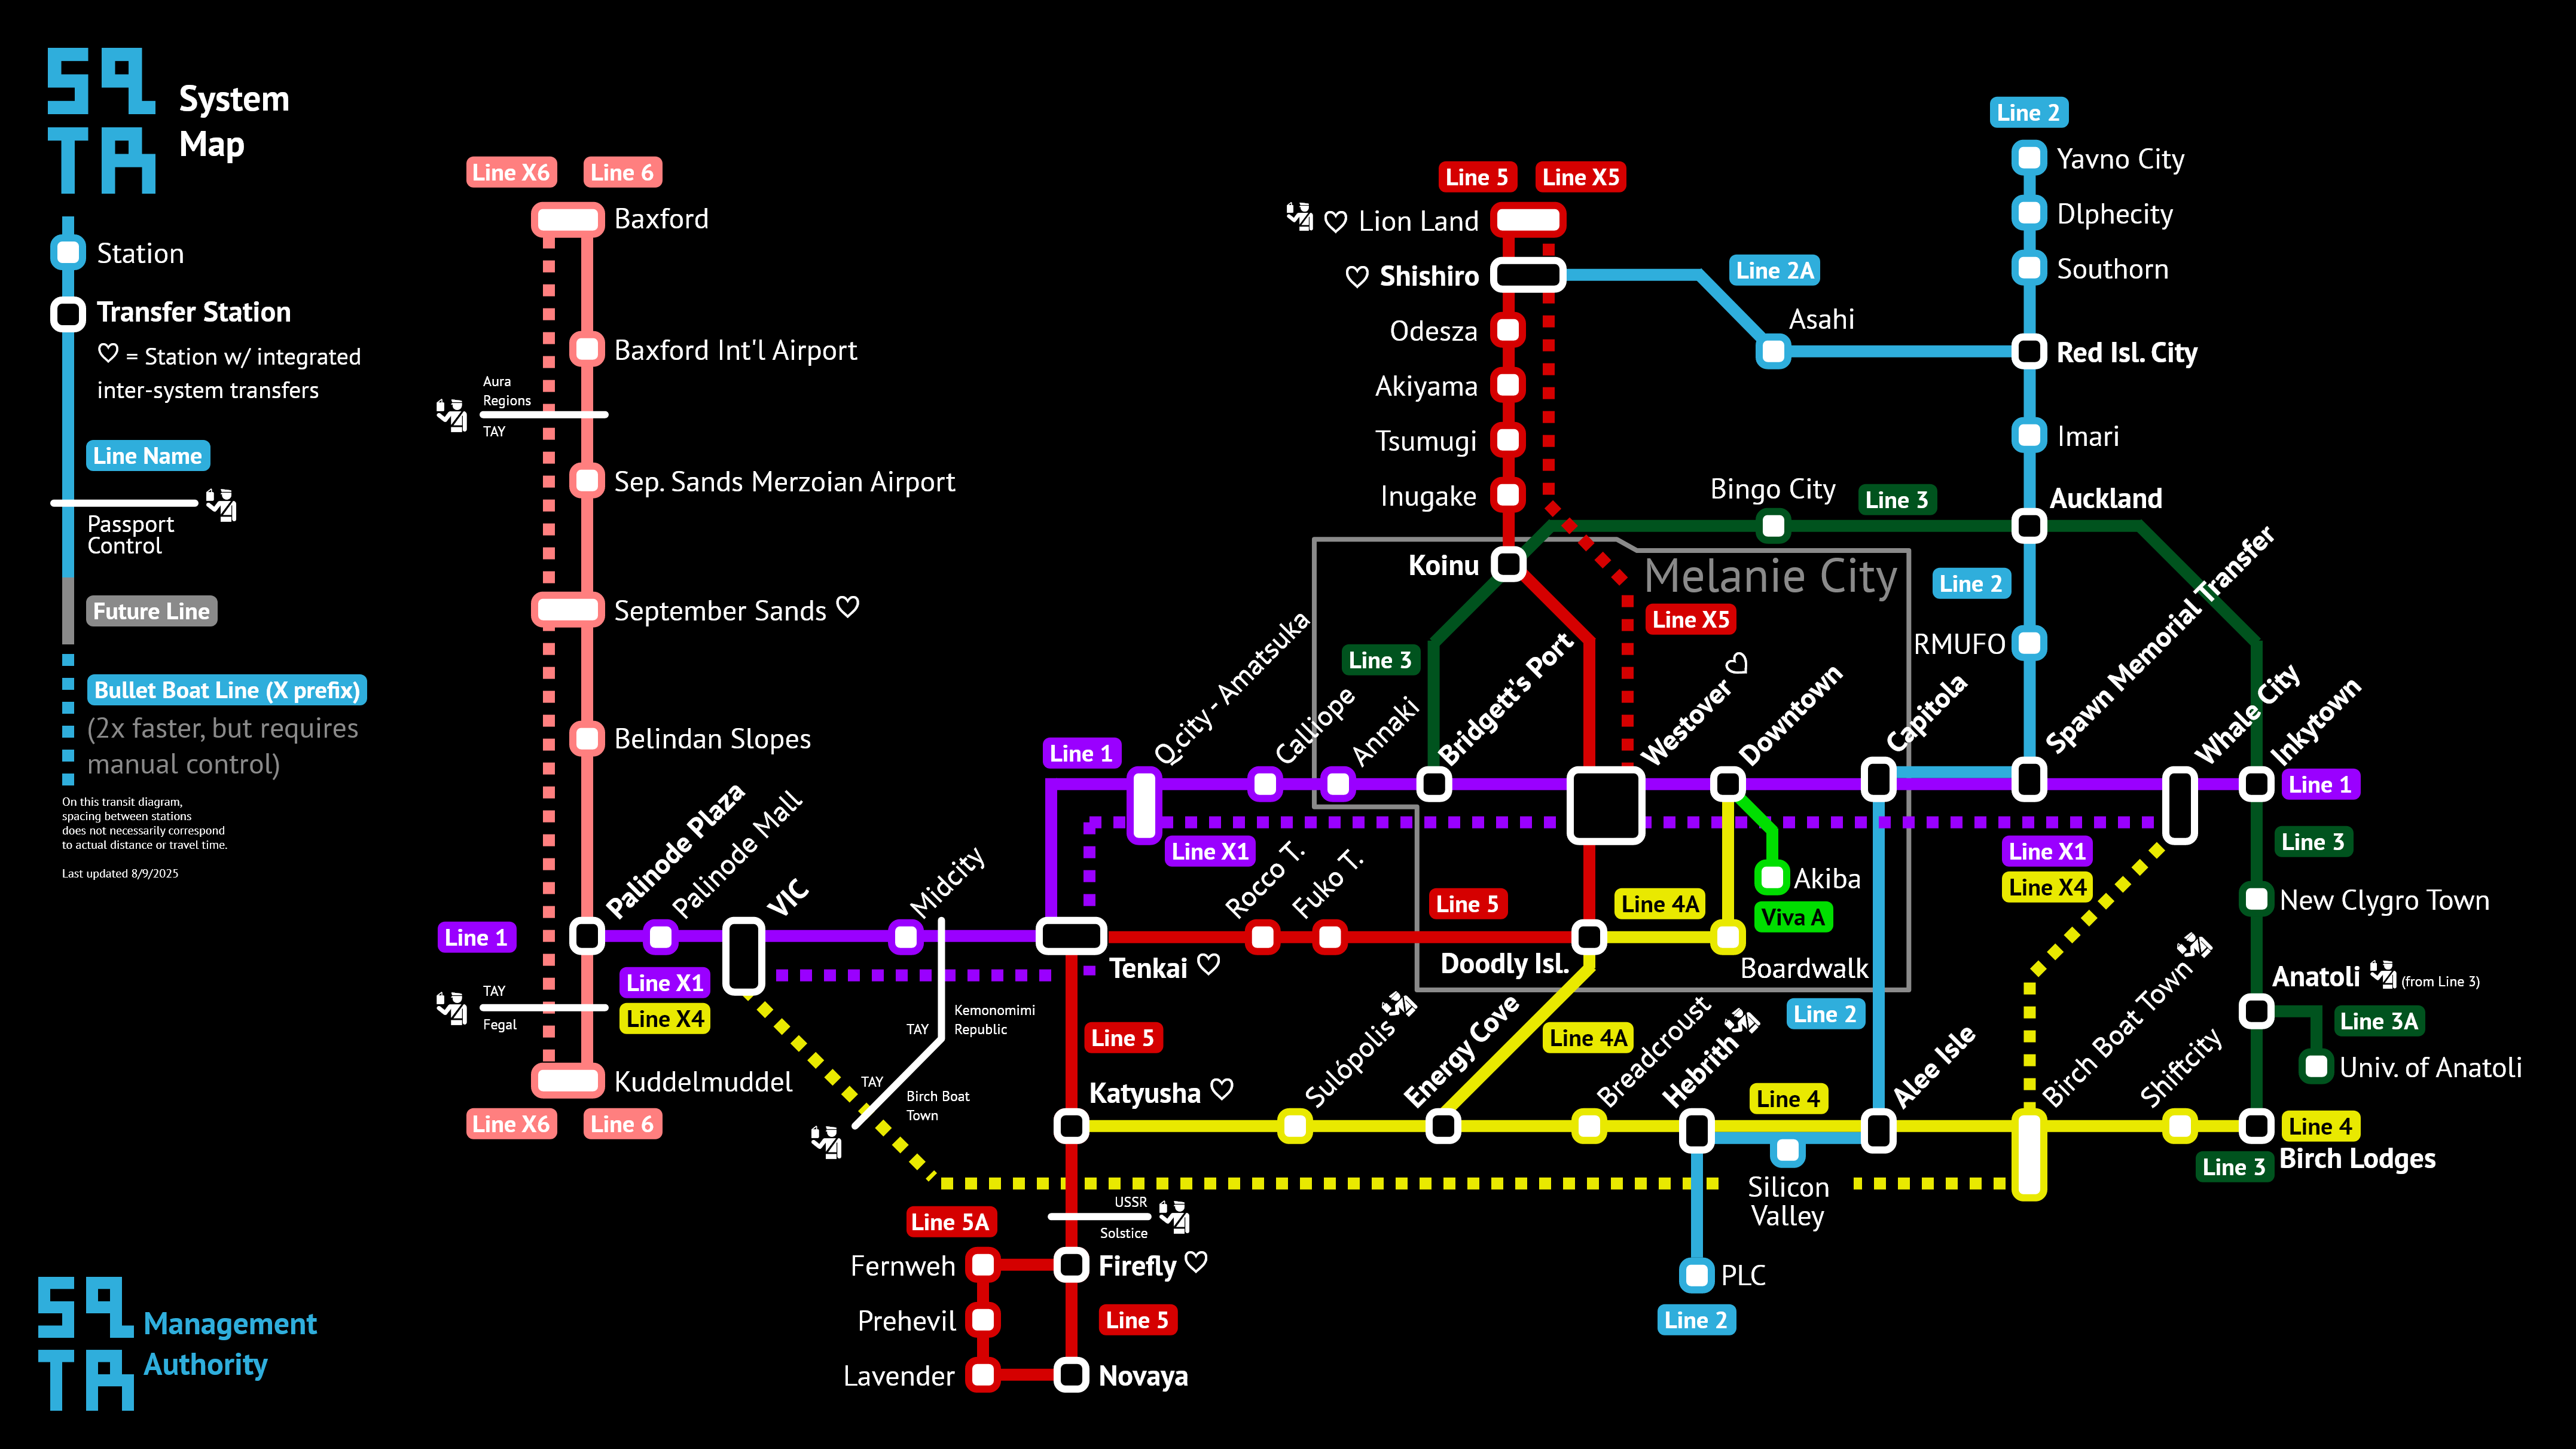 SQ
TR
System
Map
Station
Transfer Station
♡ = Station w/ integrated
inter-system transfers
Line Name
Passport
Control
Future Line
Bullet Boat Line (X prefix)
(2x faster, but requires
manual control)
On this transit diagram,
spacing between stations
does not necessarily correspond
to actual distance or travel time.
Last updated 8/9/2025
SQ
TR
Management
Authority
Line X6
Line 6
Baxford
Baxford Int'l Airport
Aura
Regions
TAY
Sep. Sands Merzoian Airport
September Sands ♡
Belindan Slopes
Palinode Plaza
Palinode Mall
VIC
Midcity
Line 1
Line X1
Line X4
TAY
Fegal
Kuddelmuddel
Line X6
Line 6
TAY
Kemonomimi
Republic
TAY
Birch Boat
Town
Line 1
Q.city - Amatsuka
Calliope
Annaki
Bridgett's Port
Westover ♡
Downtown
Capitola
Spawn Memorial Transfer
Whale City
Inkytown
Line 1
Line X1
Line X1
Line X4
Line 5
Line X5
♡ Lion Land
♡ Shishiro
Odesza
Akiyama
Tsumugi
Inugake
Koinu
Line 2A
Asahi
Line 2
Yavno City
Dlphecity
Southorn
Red Isl. City
Imari
Auckland
Bingo City
Line 3
Melanie City
Line 2
Line X5
RMUFO
Line 3
Akiba
Viva A
Line 3
New Clygro Town
Rocco T.
Fuko T.
Line 5
Line 4A
Tenkai ♡
Doodly Isl.
Boardwalk
Anatoli
(from Line 3)
Line 3A
Univ. of Anatoli
Line 5
Line 4A
Line 2
Katyusha ♡
Sulópolis
Energy Cove
Breadcroust
Hebrith
Line 4
Alee Isle
Birch Boat Town
Shiftcity
Line 4
Line 3
Birch Lodges
Silicon
Valley
PLC
Line 2
USSR
Solstice
Line 5A
Fernweh
Firefly ♡
Prehevil
Line 5
Lavender
Novaya